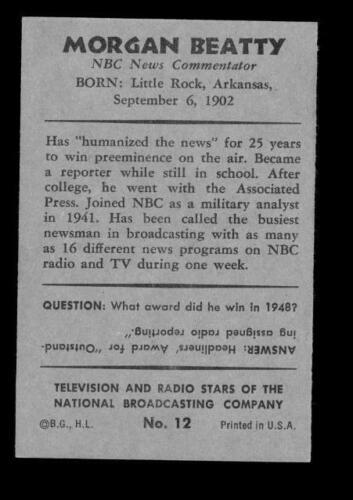 MORGAN BEATTY
NBC News Commentator
BORN: Little Rock, Arkansas,
September 6, 1902
Has "humanized the news" for 25 years
to win preeminence on the air. Became
a reporter while still in school. After
college, he went with the Associated
Press. Joined NBC as a military analyst
in 1941. Has been called the busiest
newsman in broadcasting with as many
as 16 different news programs on NBC
radio and TV during one week.
QUESTION: What award did he win in 1948?
ANSWER: Headliners' Award for "Outstand-
ing assigned radio reporting."
TELEVISION AND RADIO STARS OF THE
NATIONAL BROADCASTING COMPANY
©B.G., H.L. No. 12 Printed in U.S.A.